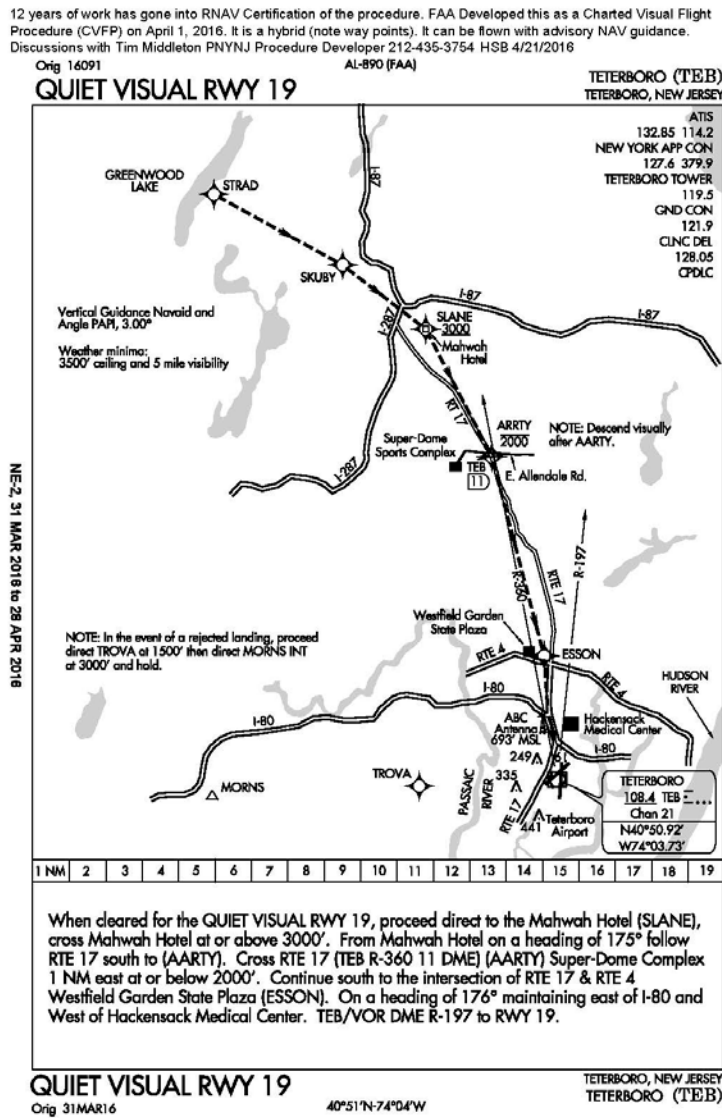 12 years of work has gone into RNAV Certification of the procedure. FAA Developed this as a Charted Visual Flight
Procedure (CVFP) on April 1, 2016. It is a hybrid (note way points). It can be flown with advisory NAV guidance.
Discussions with Tim Middleton PNYNJ Procedure Developer 212-435-3754 HSB 4/21/2016
Orig 16091
AL-890 (FAA)
TETERBORO (TEB)
QUIET VISUAL RWY 19
TETERBORO, NEW JERSEY
ATIS
132.85 114.2
NEW YORK APP CON
127.6 379.9
TETERBORO TOWER
119.5
GND CON
121.9
CLNC DEL
128.05
CPDLC
GREENWOOD
LAKE
STRAD
I-87
SKUBY
I-87
I-87
Vertical Guidance Navaid and
Angle PAPI, 3.00°
Weather minima:
3500' ceiling and 5 mile visibility
I-287
SLANE
3000
Mahwah
Hotel
RT 17
ARRTY
2000
NOTE: Descend visually
after AARTY.
Super-Dome
Sports Complex
TEB
11
E. Allendale Rd.
I-287
NE-2, 31 MAR 2016 to 28 APR 2016
R-360
RTE 17
R-197
Westfield Garden
State Plaza
NOTE: In the event of a rejected landing, proceed
direct TROVA at 1500' then direct MORNS INT
at 3000' and hold.
RTE 4
ESSON
RTE 4
HUDSON
RIVER
I-80
I-80
ABC
Antenna
693' MSL
Hackensack
Medical Center
I-80
249
335
441
MORNS
TROVA
PASSAIC
RIVER
RTE 17
Teterboro
Airport
TETERBORO
108.4 TEB
Chan 21
N40°50.92'
W74°03.73'
1 NM 2 3 4 5 6 7 8 9 10 11 12 13 14 15 16 17 18 19
When cleared for the QUIET VISUAL RWY 19, proceed direct to the Mahwah Hotel (SLANE),
cross Mahwah Hotel at or above 3000'. From Mahwah Hotel on a heading of 175° follow
RTE 17 south to (AARTY). Cross RTE 17 (TEB R-360 11 DME) (AARTY) Super-Dome Complex
1 NM east at or below 2000'. Continue south to the intersection of RTE 17 & RTE 4
Westfield Garden State Plaza (ESSON). On a heading of 176° maintaining east of I-80 and
West of Hackensack Medical Center. TEB/VOR DME R-197 to RWY 19.
QUIET VISUAL RWY 19
Orig 31MAR16
40°51'N-74°04'W
TETERBORO, NEW JERSEY
TETERBORO (TEB)